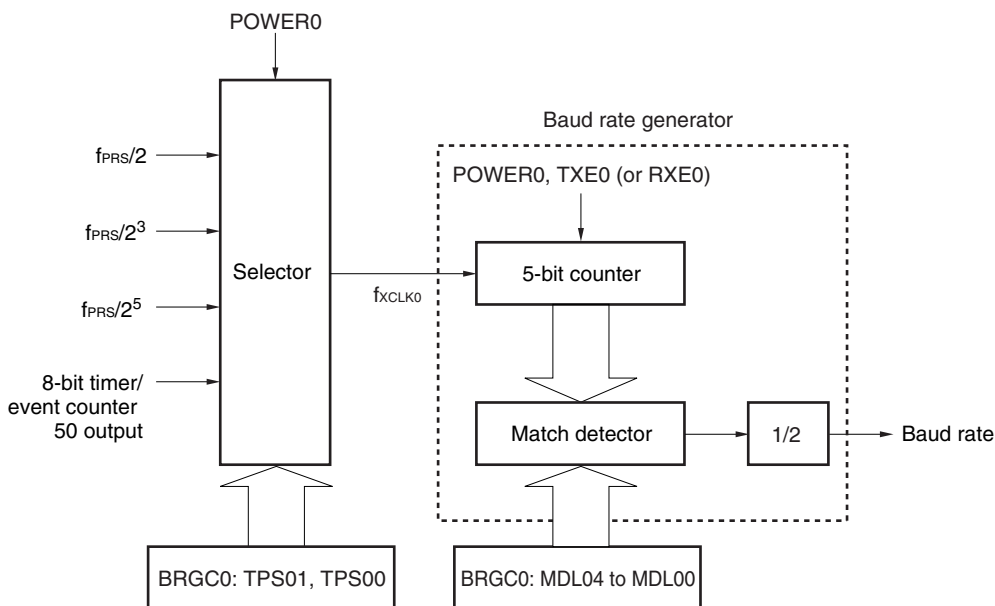 POWER0
Baud rate generator
fPRS/2
POWER0, TXE0 (or RXE0)
fPRS/2³
Selector
5-bit counter
fXCLK0
fPRS/2⁵
8-bit timer/
event counter
50 output
Match detector
1/2
Baud rate
BRGC0: TPS01, TPS00
BRGC0: MDL04 to MDL00